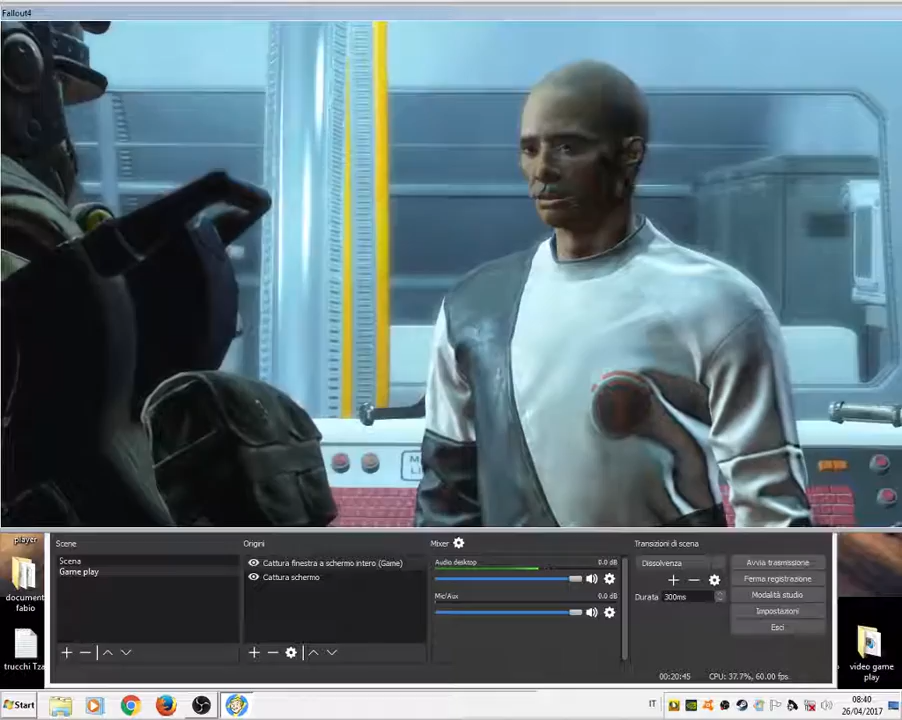 Fallout4
player
document
fabio
trucchi Tza
Scene
Scena
Game play
Origini
Cattura finestra a schermo intero (Game)
Cattura schermo
Mixer
Audio desktop 0.0 dB
Mic/Aux 0.0 dB
Transizioni di scena
Dissolvenza
Durata 300ms
Avvia trasmissione
Ferma registrazione
Modalità studio
Impostazioni
Esci
00:20:45 CPU: 37.7%, 60.00 fps
video game
play
Start
IT
08:40
26/04/2017